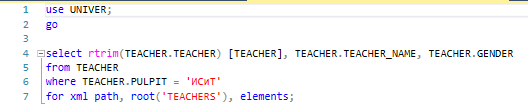 1 use UNIVER;
2 go
3
4 select rtrim(TEACHER.TEACHER) [TEACHER], TEACHER.TEACHER_NAME, TEACHER.GENDER
5 from TEACHER
6 where TEACHER.PULPIT = 'ИСиТ'
7 for xml path, root('TEACHERS'), elements;